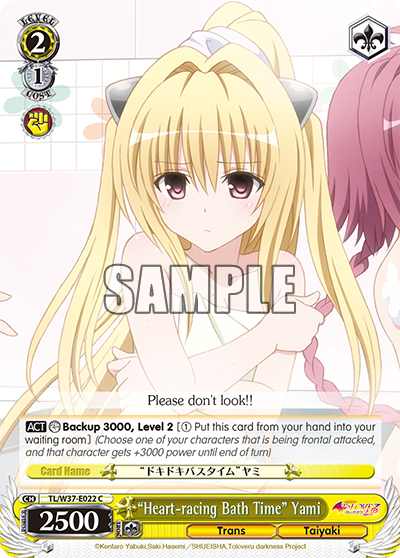 LEVEL
2
1
COST
SAMPLE
Please don't look!!
ACT Backup 3000, Level 2 [① Put this card from your hand into your
waiting room] (Choose one of your characters that is being frontal attacked,
and that character gets +3000 power until end of turn)
Card Name
“ドキドキバスタイム”ヤミ
CH TL/W37-E022 C
2500
“Heart-racing Bath Time” Yami
Trans
Taiyaki
©Kentaro Yabuki,Saki Hasemi／SHUEISHA,Toloveru darkness Project